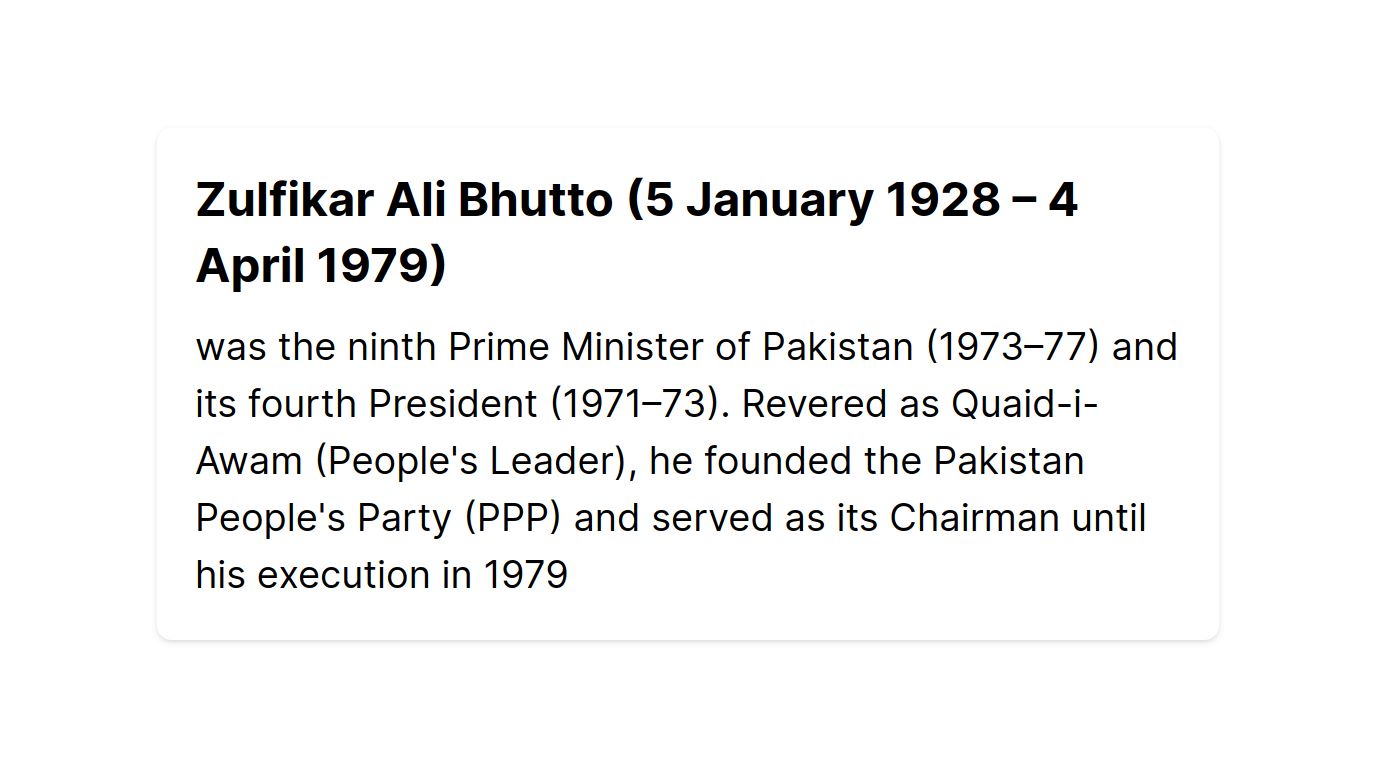 Zulfikar Ali Bhutto (5 January 1928 – 4
April 1979)
was the ninth Prime Minister of Pakistan (1973–77) and
its fourth President (1971–73). Revered as Quaid-i-
Awam (People's Leader), he founded the Pakistan
People's Party (PPP) and served as its Chairman until
his execution in 1979